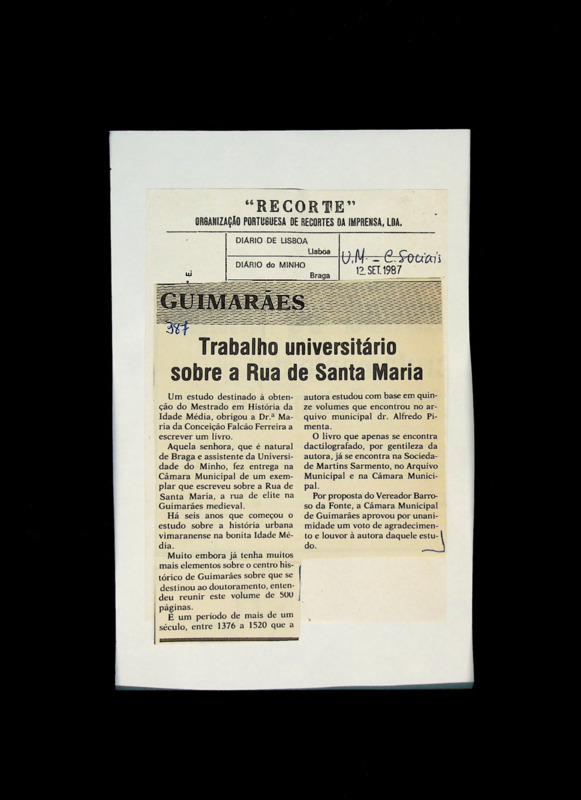 "RECORTE"
ORGANIZAÇÃO PORTUGUESA DE RECORTES DA IMPRENSA, LDA.
DIÁRIO DE LISBOA
Lisboa
DIÁRIO do MINHO
Braga
U.M. - C. Sociais
12 SET. 1987
GUIMARÃES
987
Trabalho universitário
sobre a Rua de Santa Maria
Um estudo destinado à obten-
ção do Mestrado em História da
Idade Média, obrigou a Dr.ª Ma-
ria da Conceição Falcão Ferreira a
escrever um livro.
Aquela senhora, que é natural
de Braga e assistente da Universi-
dade do Minho, fez entrega na
Câmara Municipal de um exem-
plar que escreveu sobre a Rua de
Santa Maria, a rua de elite na
Guimarães medieval.
Há seis anos que começou o
estudo sobre a história urbana
vimaranense na bonita Idade Mé-
dia.
Muito embora já tenha muitos
mais elementos sobre o centro his-
tórico de Guimarães sobre que se
destinou ao doutoramento, enten-
deu reunir este volume de 500
páginas.
É um período de mais de um
século, entre 1376 a 1520 que a
autora estudou com base em quin-
ze volumes que encontrou no ar-
quivo municipal dr. Alfredo Pi-
menta.
O livro que apenas se encontra
dactilografado, por gentileza da
autora, já se encontra na Socieda-
de Martins Sarmento, no Arquivo
Municipal e na Câmara Munici-
pal.
Por proposta do Vereador Barro-
so da Fonte, a Câmara Municipal
de Guimarães aprovou por unani-
midade um voto de agradecimen-
to e louvor à autora daquele estu-
do.